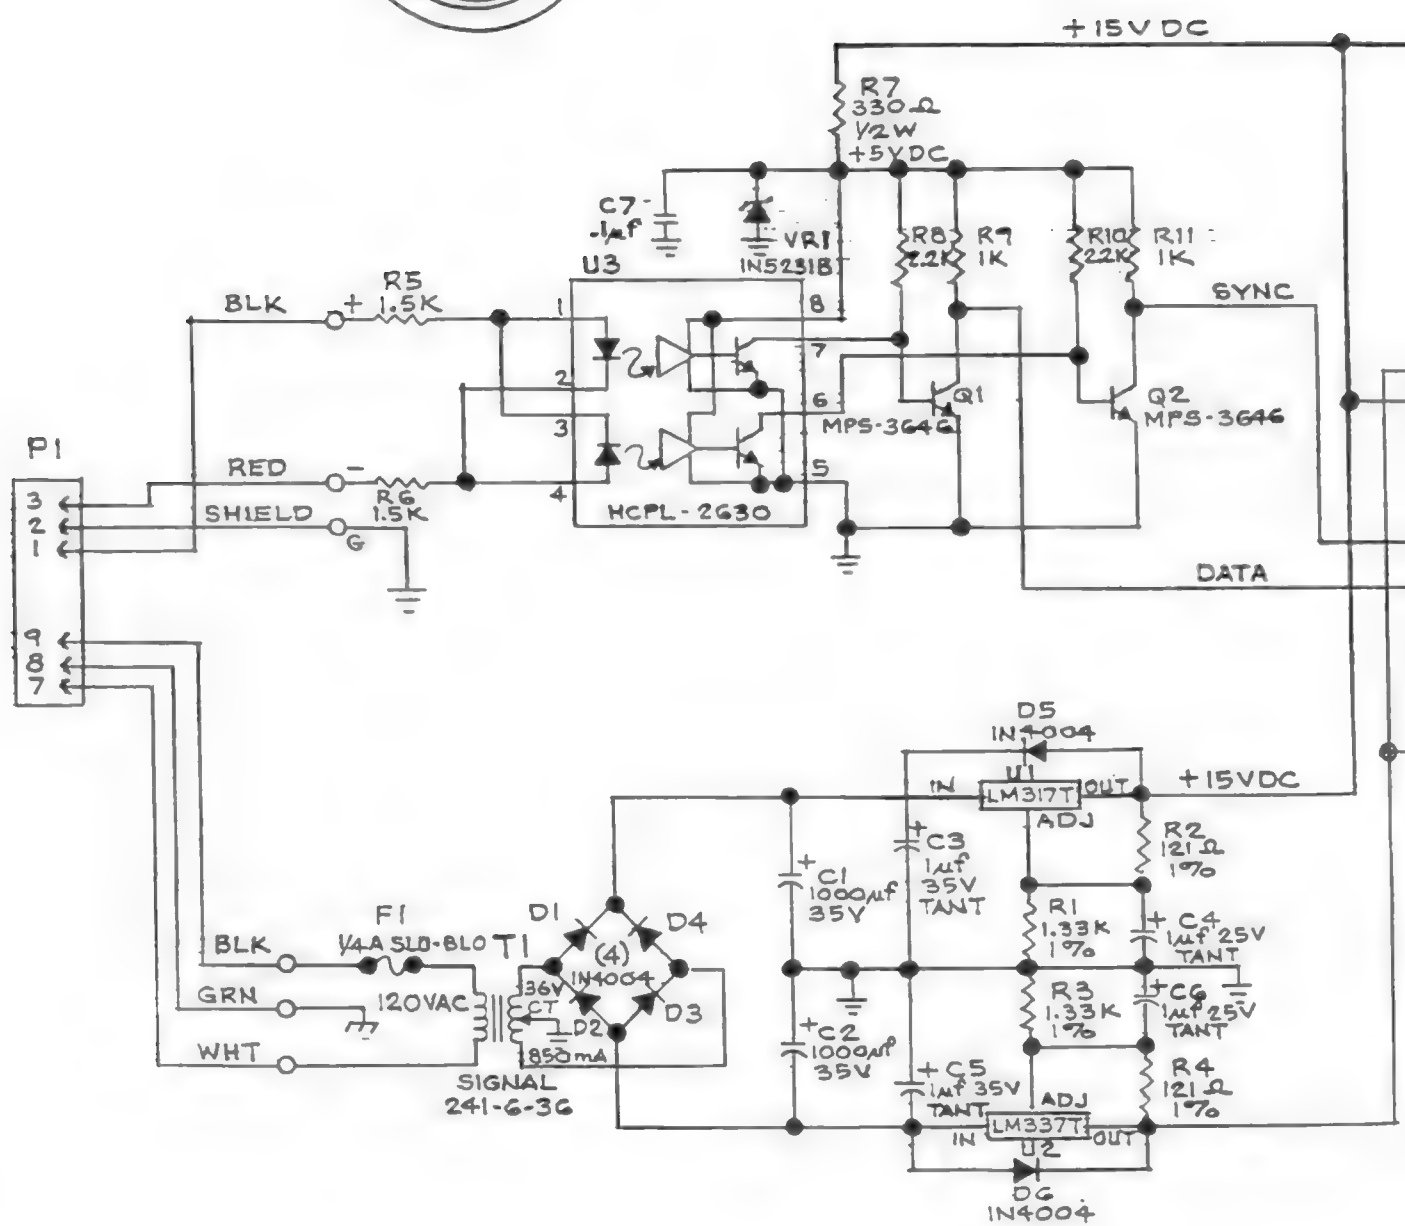 +15V DC
R7
330Ω
1/2W
+5VDC
C7
.1µf
VR1
IN5231B
R8
2.2K
R9
1K
R10
22K
R11
1K
U3
R5
1.5K
BLK
+
1
2
3
4
8
7
6
5
HCPL-2630
SYNC
Q1
MPS-3646
Q2
MPS-3646
P1
3
2
1
9
8
7
RED
-
R6
1.5K
SHIELD
G
DATA
D5
IN4004
U1
IN
LM317T
OUT
ADJ
+15VDC
R2
121Ω
1%
+
C3
1µf
35V
TANT
+
C1
1000µf
35V
R1
1.33K
1%
+
C4
1µf 25V
TANT
F1
1/4A SLO-BLO
T1
BLK
GRN
WHT
120VAC
36V
CT
850mA
SIGNAL
241-6-36
D1
D4
(4)
IN4004
D2
D3
+
C2
1000µf
35V
R3
1.33K
1%
+
C6
1µf 25V
TANT
+
C5
1µf 35V
TANT
R4
121Ω
1%
ADJ
IN
LM337T
OUT
U2
D6
IN4004